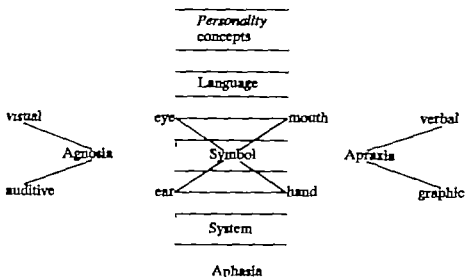 Personality
concepts
Language
visual eye mouth verbal
Agnosia Symbol Apraxia
auditive ear hand graphic
System
Aphasia